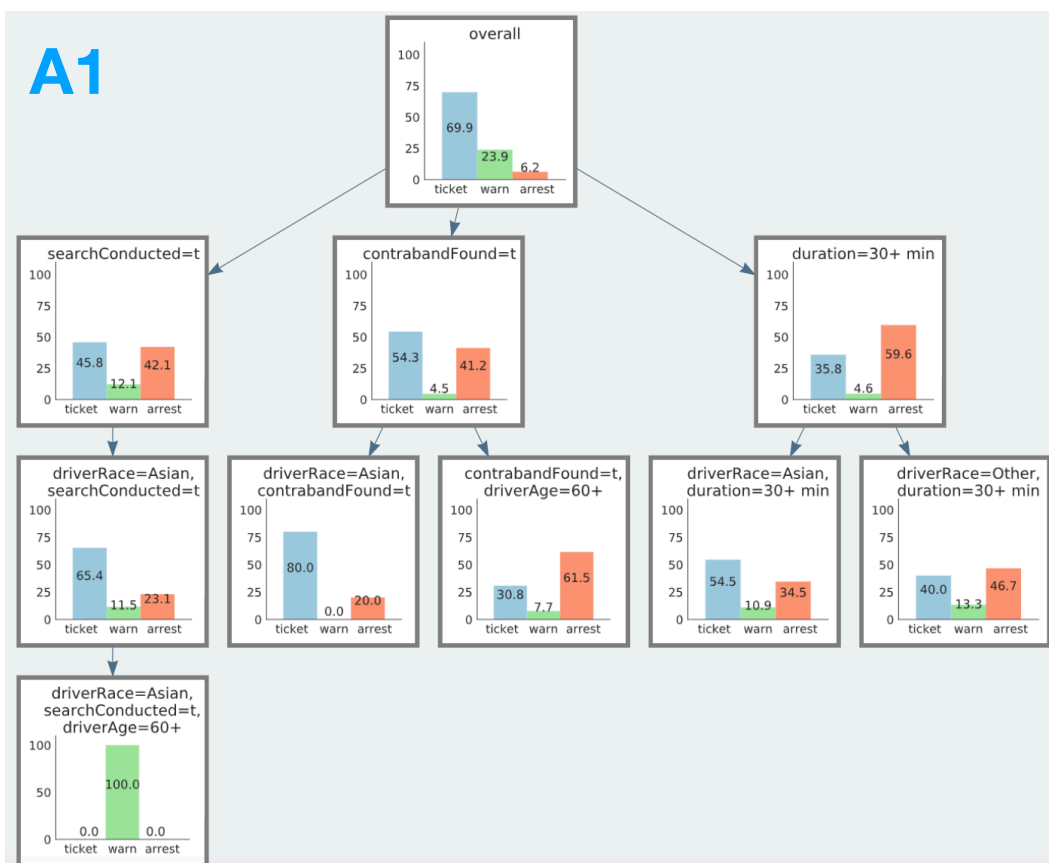 A1
overall
100
75
50
25
0
69.9
23.9
6.2
ticket warn arrest
searchConducted=t
100
75
50
25
0
45.8
12.1
42.1
ticket warn arrest
contrabandFound=t
100
75
50
25
0
54.3
4.5
41.2
ticket warn arrest
duration=30+ min
100
75
50
25
0
35.8
4.6
59.6
ticket warn arrest
driverRace=Asian,
searchConducted=t
100
75
50
25
0
65.4
11.5
23.1
ticket warn arrest
driverRace=Asian,
contrabandFound=t
100
75
50
25
0
80.0
0.0
20.0
ticket warn arrest
contrabandFound=t,
driverAge=60+
100
75
50
25
0
30.8
7.7
61.5
ticket warn arrest
driverRace=Asian,
duration=30+ min
100
75
50
25
0
54.5
10.9
34.5
ticket warn arrest
driverRace=Other,
duration=30+ min
100
75
50
25
0
40.0
13.3
46.7
ticket warn arrest
driverRace=Asian,
searchConducted=t,
driverAge=60+
100
50
0
0.0
100.0
0.0
ticket warn arrest